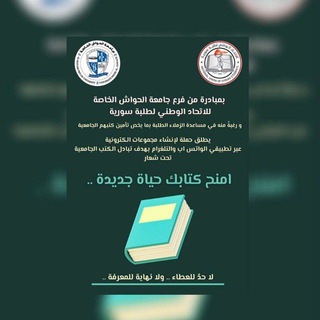 بمبادرة من فرع جامعة الحواش الخاصة
للاتحاد الوطني لطلبة سورية
و رغبةً منه في مساعدة الزملاء الطلبة بما يخص تأمين كتبهم الجامعية
يطلق حملة لإنشاء مجموعات الكترونية
عبر تطبيقي الواتس اب والتلغرام بهدف تبادل الكتب الجامعية
تحت شعار
امنح كتابك حياة جديدة ..
لا حدّ للعطاء .. ولا نهاية للمعرفة ..